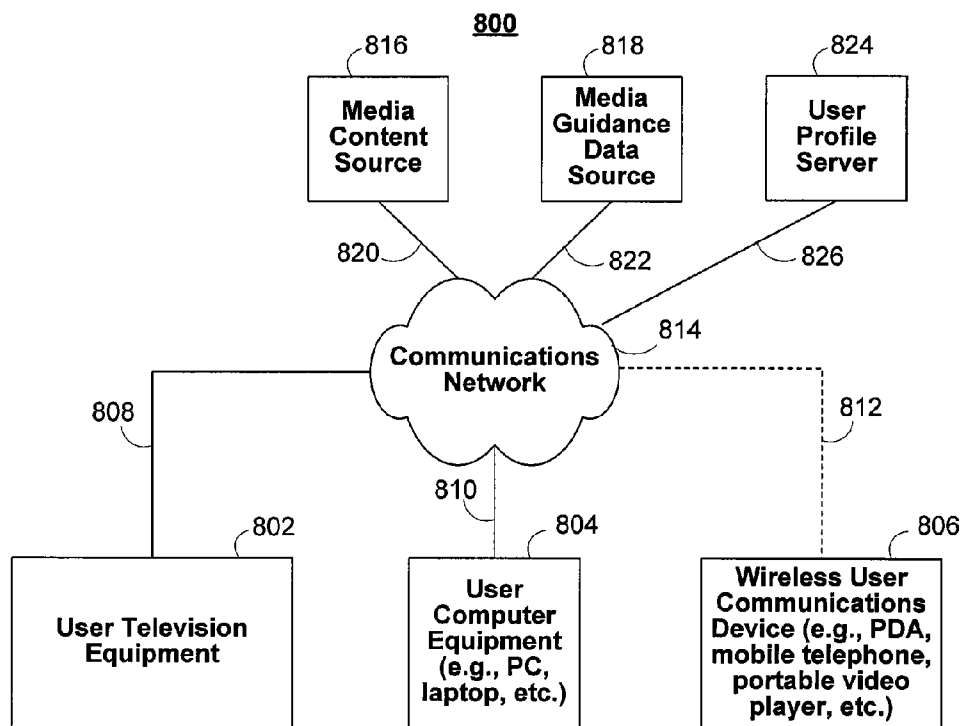 800
816
818
824
Media
Content
Source
Media
Guidance
Data
Source
User
Profile
Server
820
822
826
814
Communications
Network
808
812
810
802
804
806
User Television
Equipment
User
Computer
Equipment
(e.g., PC,
laptop, etc.)
Wireless User
Communications
Device (e.g., PDA,
mobile telephone,
portable video
player, etc.)